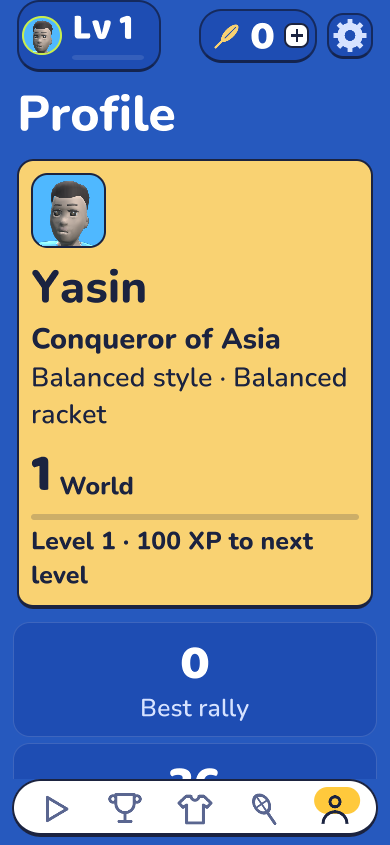 Lv 1
0
Profile
Yasin
Conqueror of Asia
Balanced style · Balanced
racket
1 World
Level 1 · 100 XP to next
level
0
Best rally